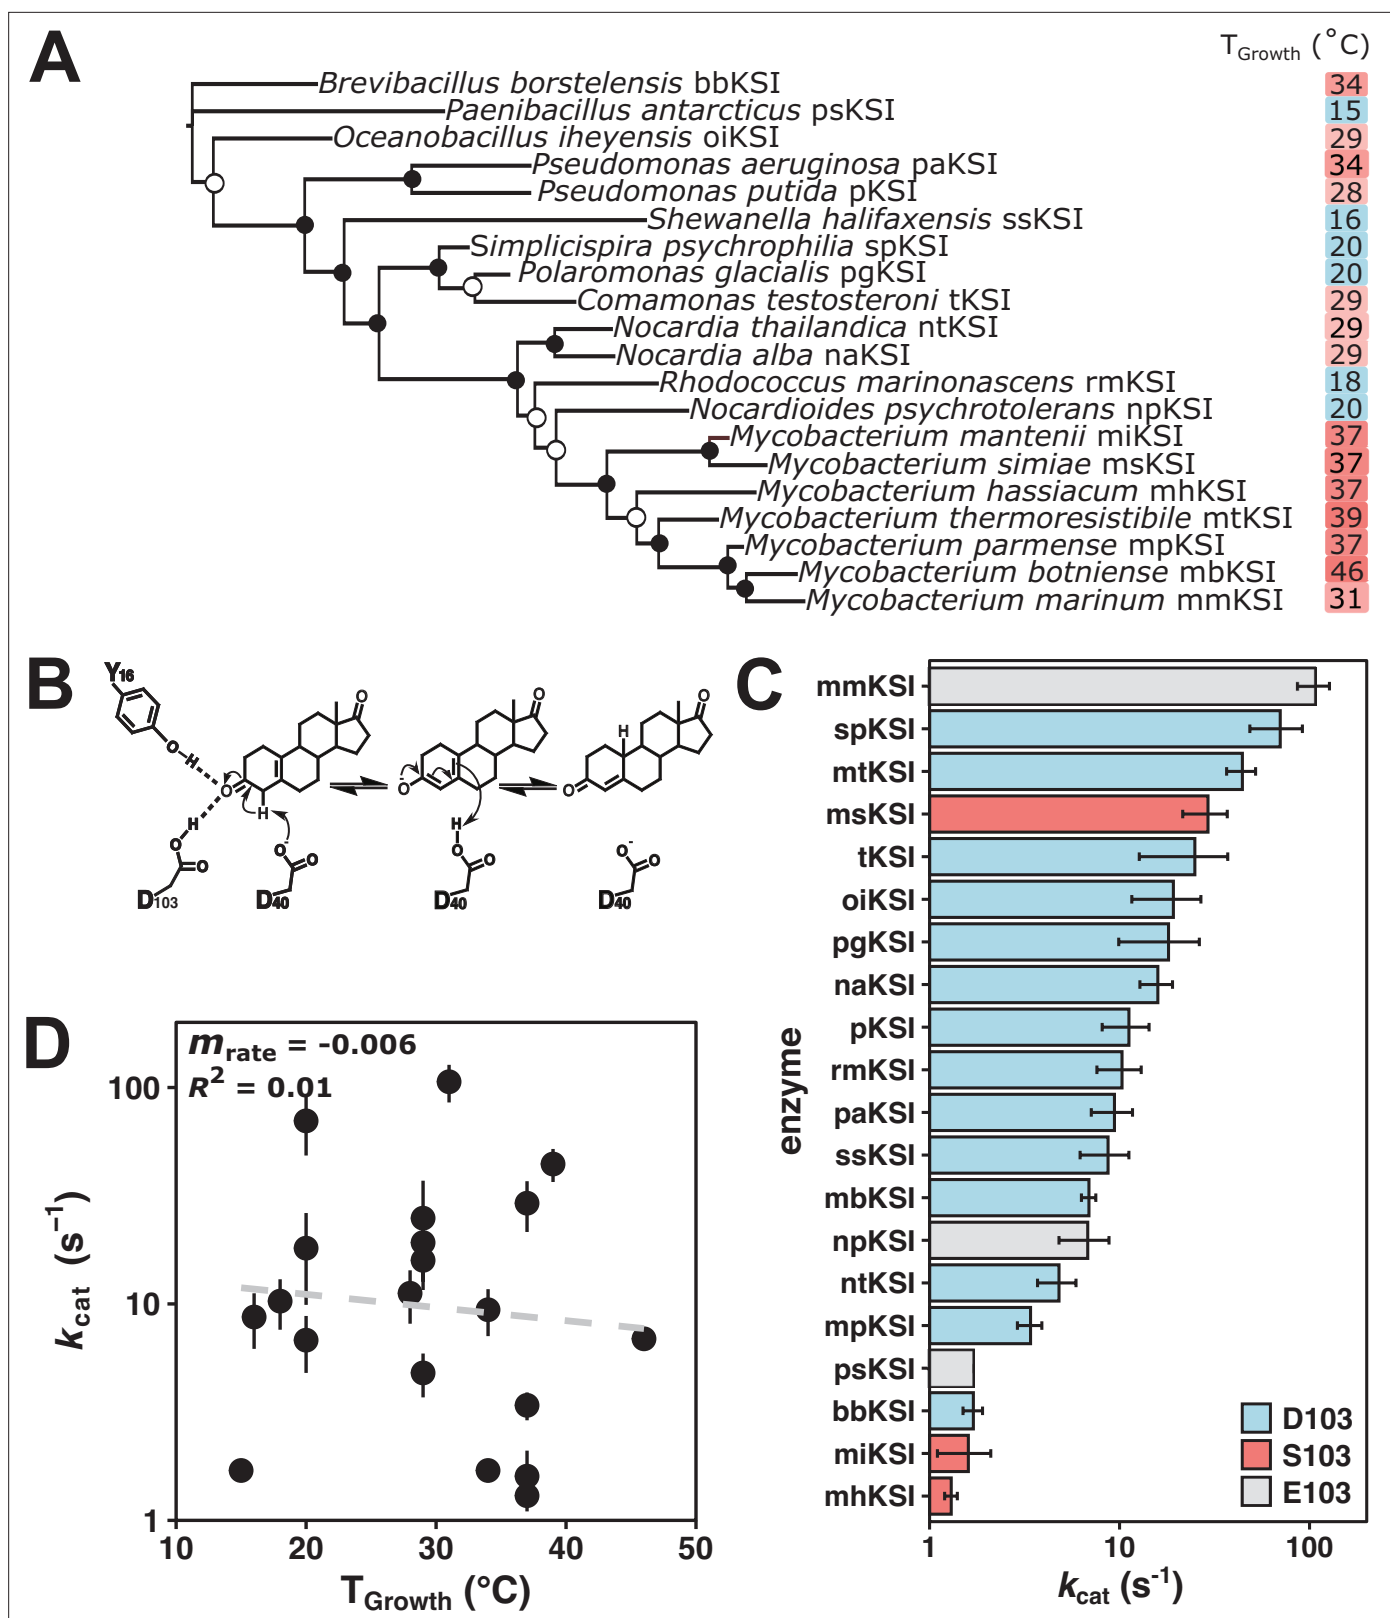 A
T_Growth (°C)
Brevibacillus borstelensis bbKSI 34
Paenibacillus antarcticus psKSI 15
Oceanobacillus iheyensis oiKSI 29
Pseudomonas aeruginosa paKSI 34
Pseudomonas putida pKSI 28
Shewanella halifaxensis ssKSI 16
Simplicispira psychrophilia spKSI 20
Polaromonas glacialis pgKSI 20
Comamonas testosteroni tKSI 29
Nocardia thailandica ntKSI 29
Nocardia alba naKSI 29
Rhodococcus marinonascens rmKSI 18
Nocardioides psychrotolerans npKSI 20
Mycobacterium mantenii miKSI 37
Mycobacterium simiae msKSI 37
Mycobacterium hassiacum mhKSI 37
Mycobacterium thermoresistibile mtKSI 39
Mycobacterium parmense mpKSI 37
Mycobacterium botniense mbKSI 46
Mycobacterium marinum mmKSI 31
B
Y16
O
H
O
H
H
O
O
D103
O-
O
D40
O
O-
H
O
O
D40
O
H
O
O-
O
D40
C
enzyme
mmKSI
spKSI
mtKSI
msKSI
tKSI
oiKSI
pgKSI
naKSI
pKSI
rmKSI
paKSI
ssKSI
mbKSI
npKSI
ntKSI
mpKSI
psKSI
bbKSI
miKSI
mhKSI
D103
S103
E103
1 10 100
kcat (s-1)
D
mrate = -0.006
R² = 0.01
kcat (s−1)
100
10
1
10 20 30 40 50
TGrowth (°C)